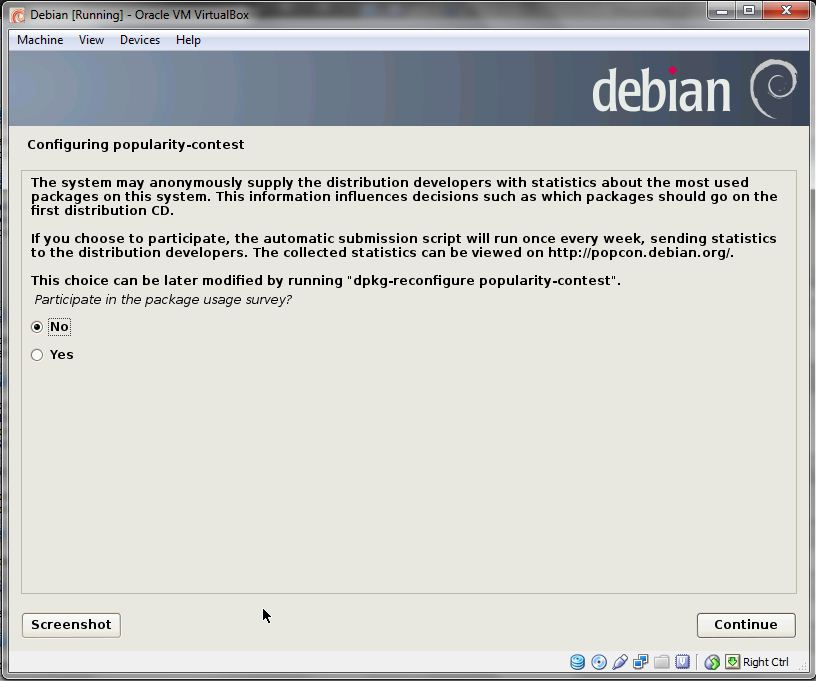 Debian [Running] - Oracle VM VirtualBox
Machine View Devices Help
debian
Configuring popularity-contest
The system may anonymously supply the distribution developers with statistics about the most used
packages on this system. This information influences decisions such as which packages should go on the
first distribution CD.
If you choose to participate, the automatic submission script will run once every week, sending statistics
to the distribution developers. The collected statistics can be viewed on http://popcon.debian.org/.
This choice can be later modified by running "dpkg-reconfigure popularity-contest".
Participate in the package usage survey?
No
Yes
Screenshot Continue
Right Ctrl